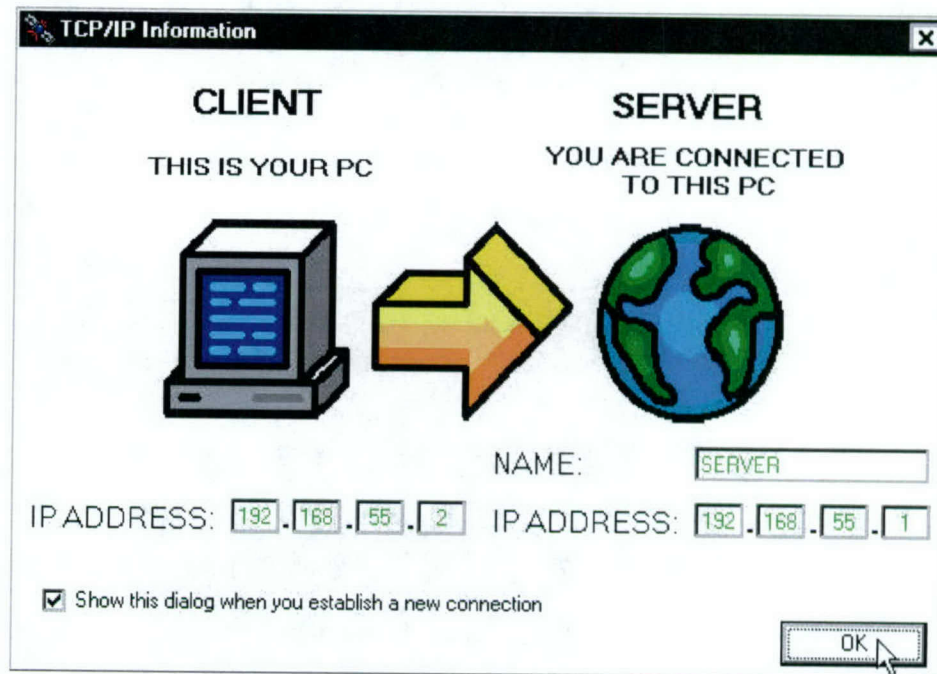 TCP/IP Information
CLIENT
THIS IS YOUR PC
SERVER
YOU ARE CONNECTED
TO THIS PC
NAME: SERVER
IP ADDRESS: 192.168.55.2
IP ADDRESS: 192.168.55.1
Show this dialog when you establish a new connection
OK